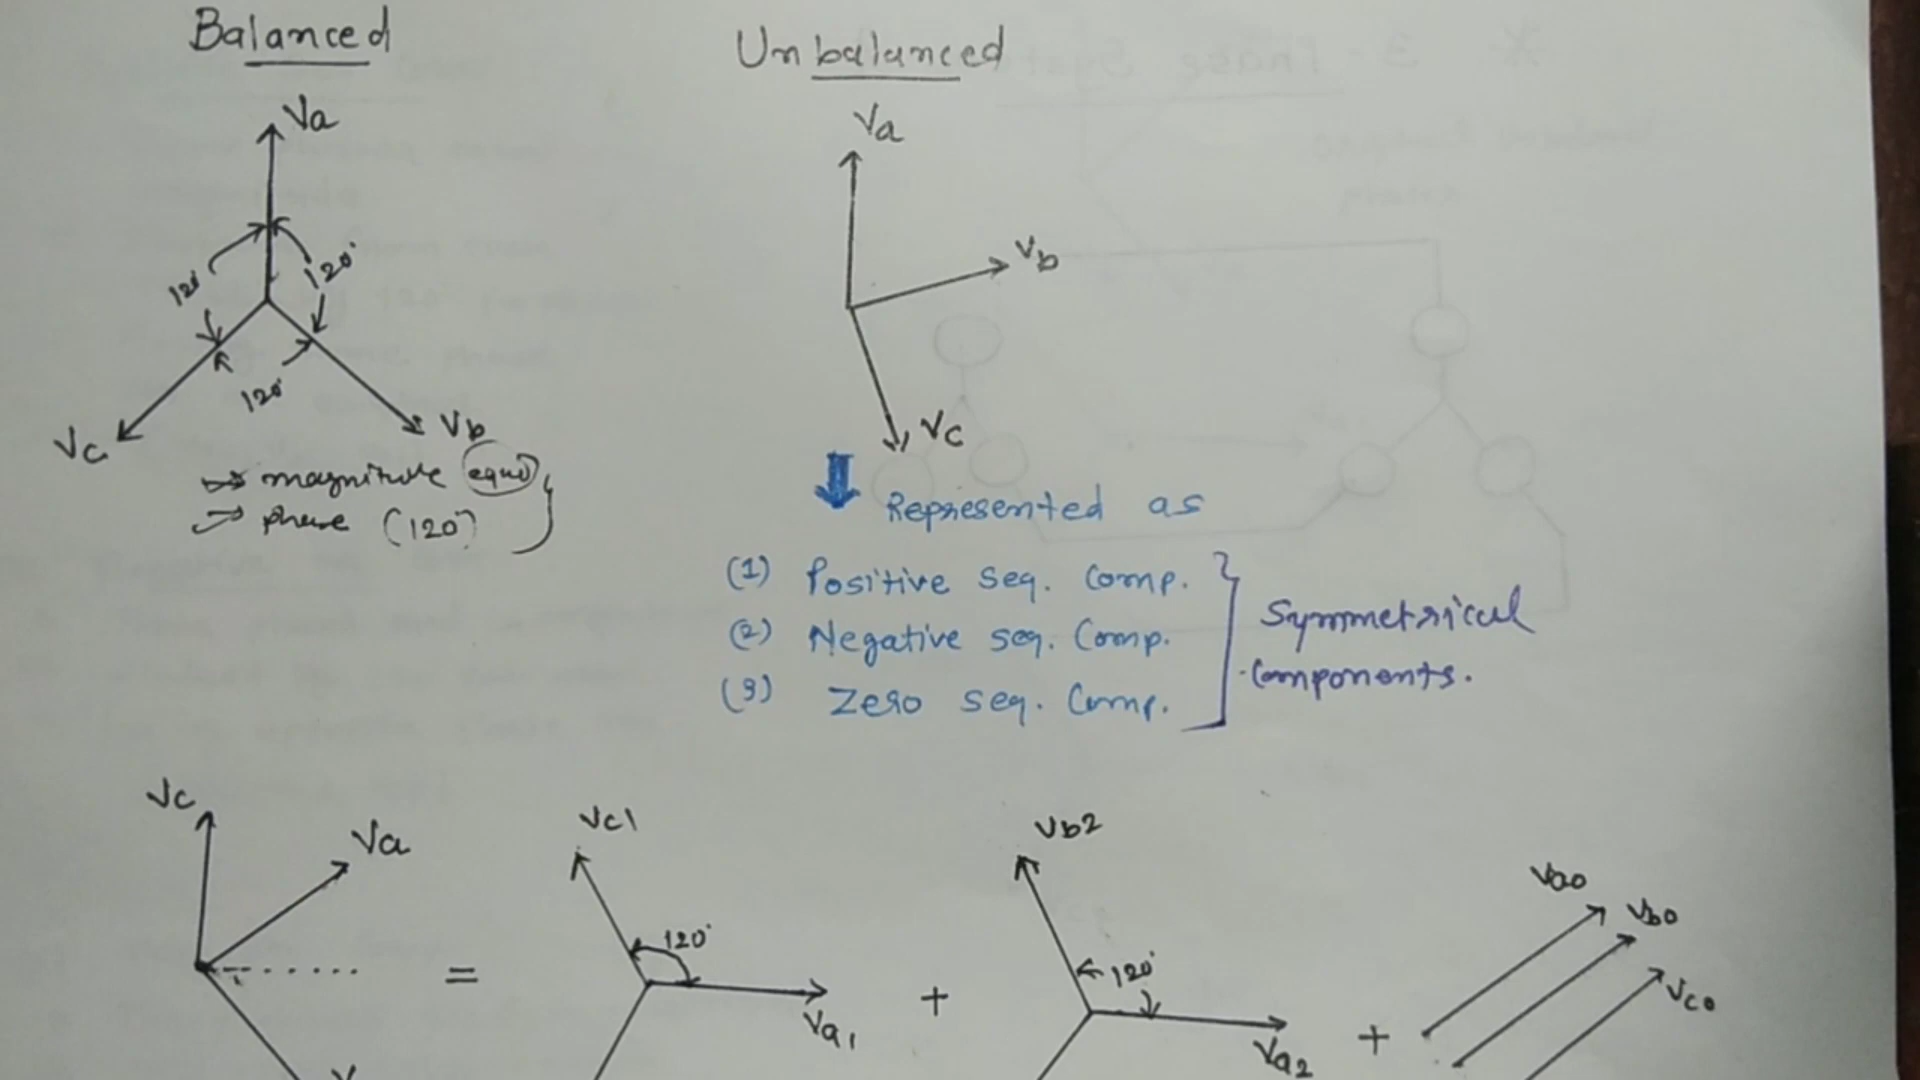 Balanced
Unbalanced
Va
120°
120°
120°
Vc
Vb
→ magnitude equal
→ phase (120°)
Va
Vb
Vc
Represented as
(1) Positive Seq. Comp.
(2) Negative seq. Comp.
(3) Zero seq. Comp.
Symmetrical
Components.
Vc
Va
=
Vc1
120°
Va1
+
Vb2
120°
Va2
+
Va0
Vb0
Vc0